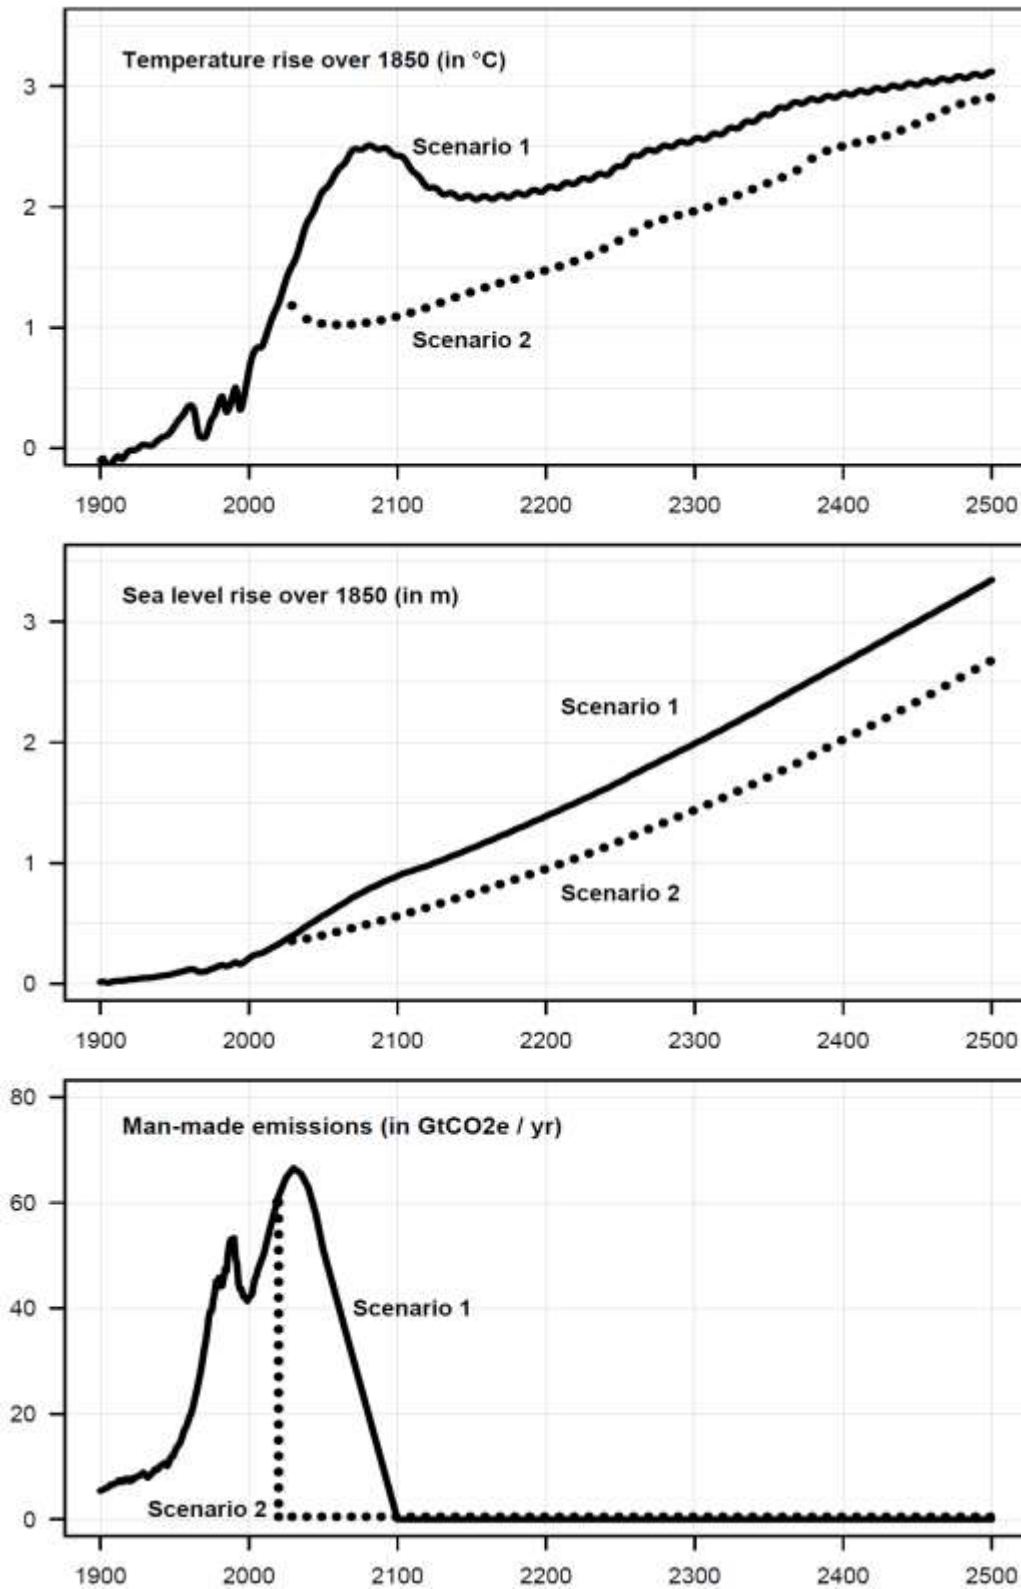 Temperature rise over 1850 (in °C)
3
Scenario 1
2
1
Scenario 2
0
1900 2000 2100 2200 2300 2400 2500
Sea level rise over 1850 (in m)
3
Scenario 1
2
1
Scenario 2
0
1900 2000 2100 2200 2300 2400 2500
80
Man-made emissions (in GtCO2e / yr)
60
40
Scenario 1
20
Scenario 2
0
1900 2000 2100 2200 2300 2400 2500